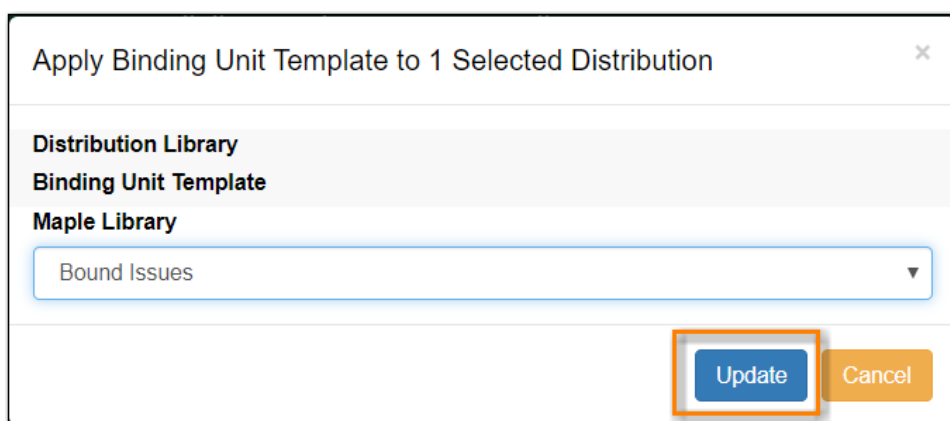 Apply Binding Unit Template to 1 Selected Distribution ×
Distribution Library
Binding Unit Template
Maple Library
Bound Issues
Update Cancel